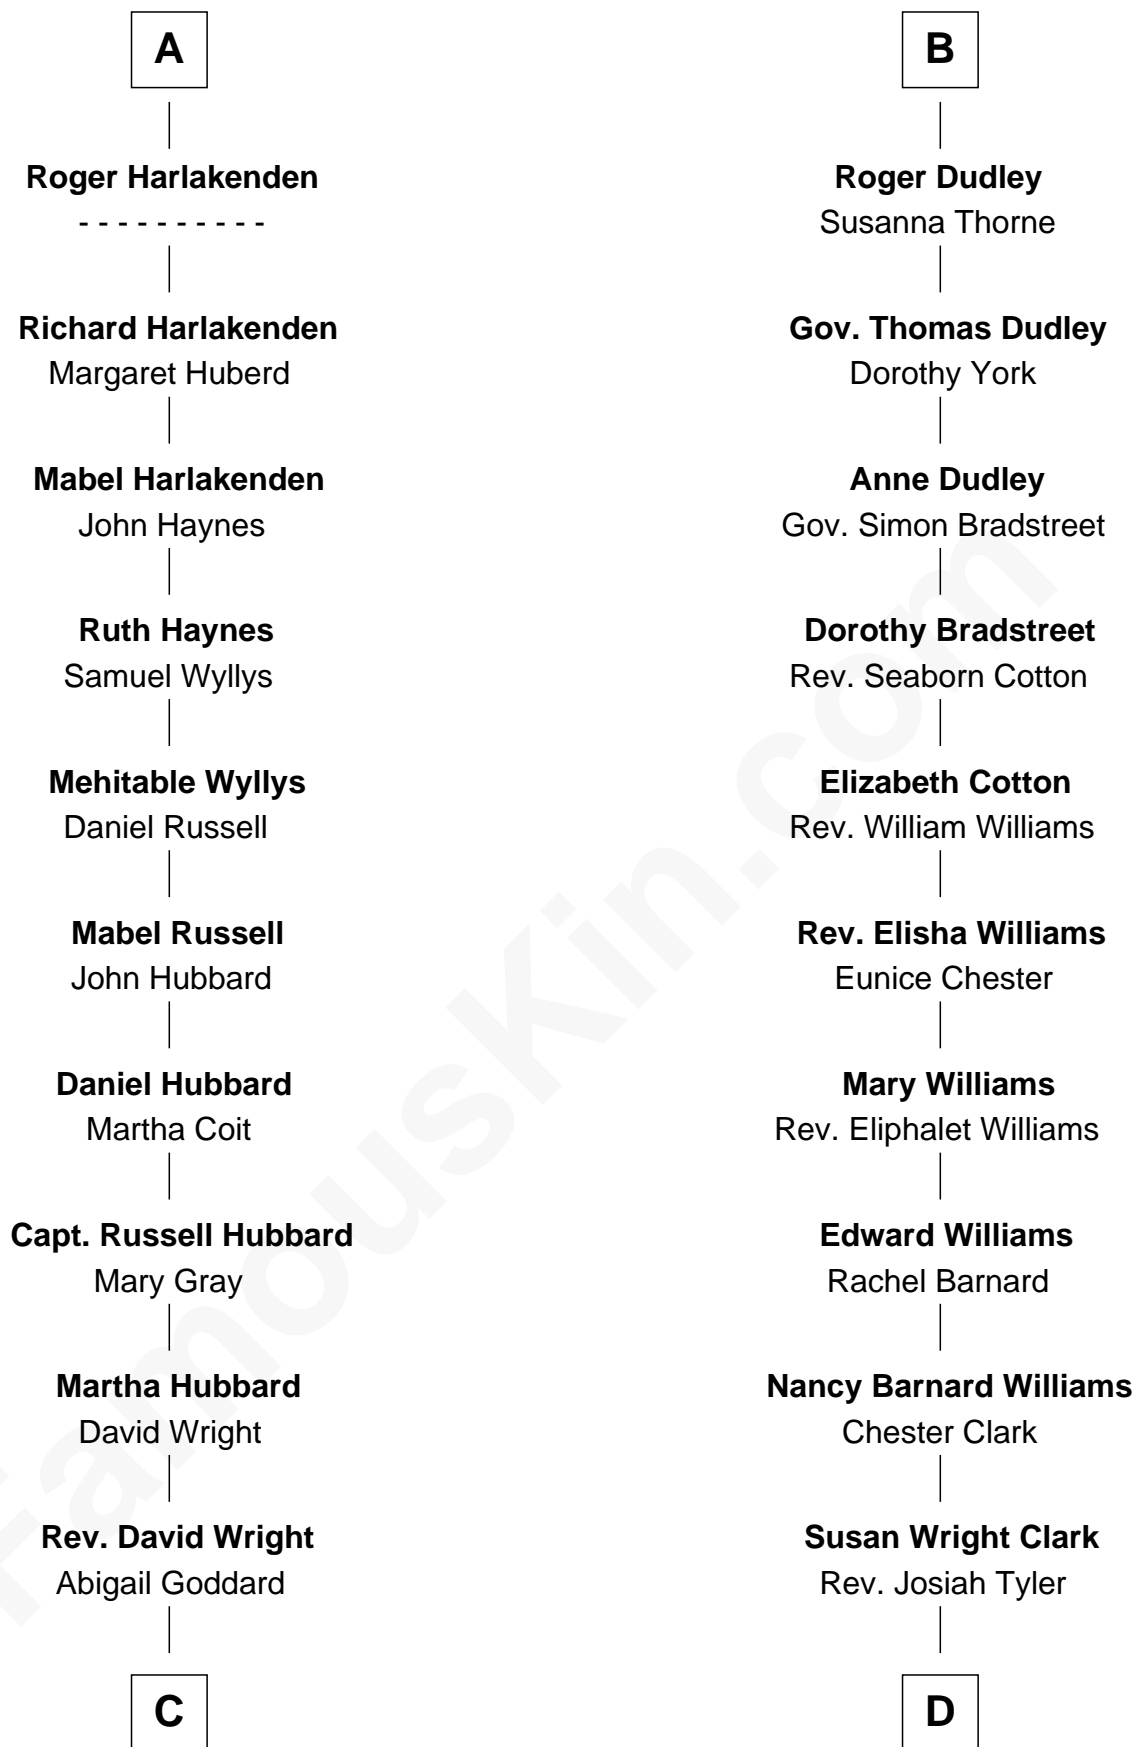 A
Roger Harlakenden
- - - - - - - - - -
Richard Harlakenden
Margaret Huberd
Mabel Harlakenden
John Haynes
Ruth Haynes
Samuel Wyllys
Mehitable Wyllys
Daniel Russell
Mabel Russell
John Hubbard
Daniel Hubbard
Martha Coit
Capt. Russell Hubbard
Mary Gray
Martha Hubbard
David Wright
Rev. David Wright
Abigail Goddard
C
B
Roger Dudley
Susanna Thorne
Gov. Thomas Dudley
Dorothy York
Anne Dudley
Gov. Simon Bradstreet
Dorothy Bradstreet
Rev. Seaborn Cotton
Elizabeth Cotton
Rev. William Williams
Rev. Elisha Williams
Eunice Chester
Mary Williams
Rev. Eliphalet Williams
Edward Williams
Rachel Barnard
Nancy Barnard Williams
Chester Clark
Susan Wright Clark
Rev. Josiah Tyler
D
FamousKin.com